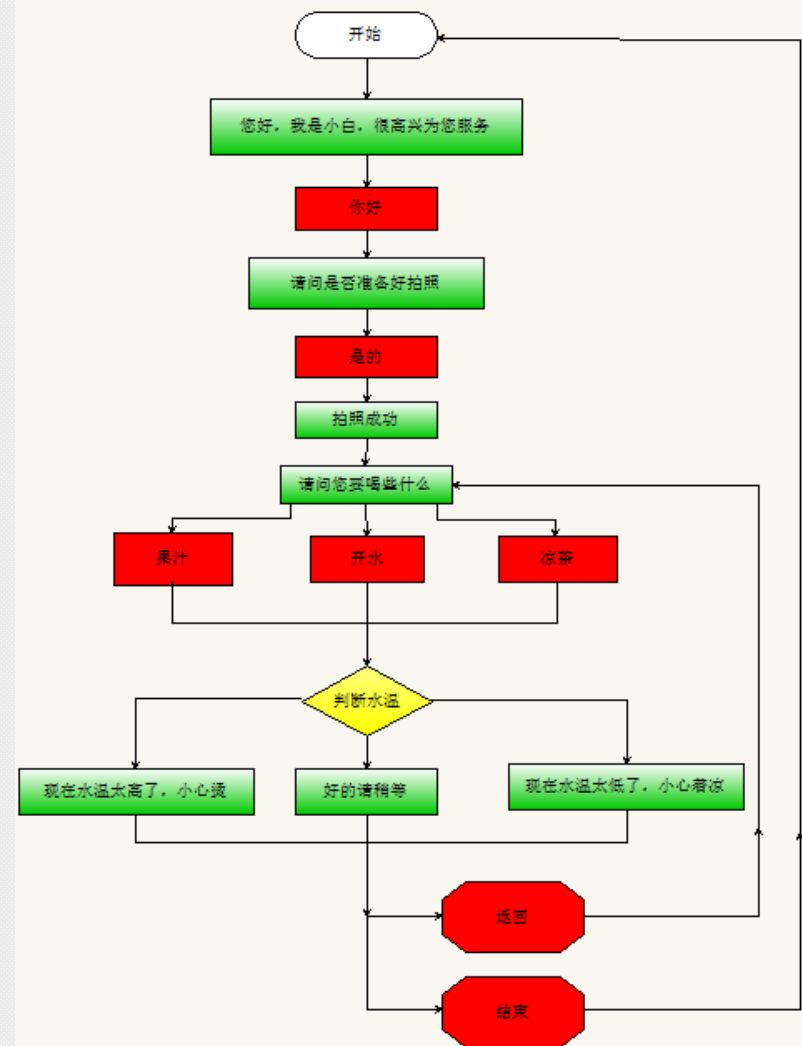 开始
您好，我是小白，很高兴为您服务
你好
请问是否准备好拍照
是的
拍照成功
请问您要喝些什么
果汁
开水
凉茶
判断水温
现在水温太高了，小心烫
好的请稍等
现在水温太低了，小心着凉
返回
结束